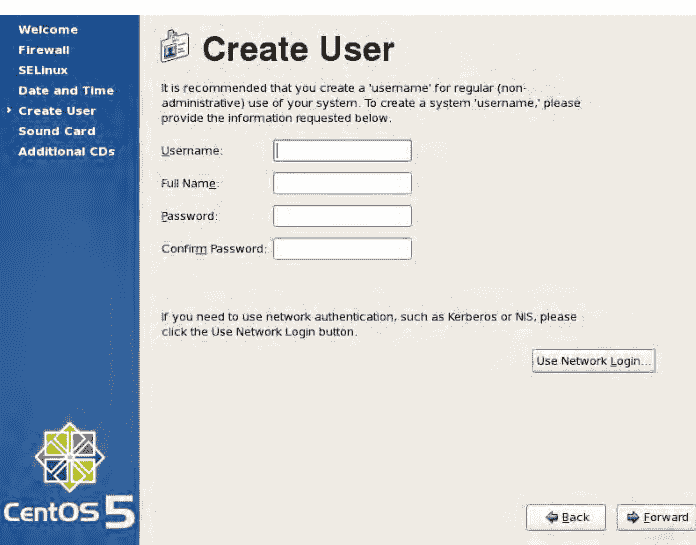 Welcome
Firewall
SELinux
Date and Time
Create User
Sound Card
Additional CDs
CentOS 5
Create User
It is recommended that you create a 'username' for regular (non-
administrative) use of your system. To create a system 'username,' please
provide the information requested below.
Username:
Full Name:
Password:
Confirm Password:
If you need to use network authentication, such as Kerberos or NIS, please
click the Use Network Login button.
Use Network Login...
Back
Forward